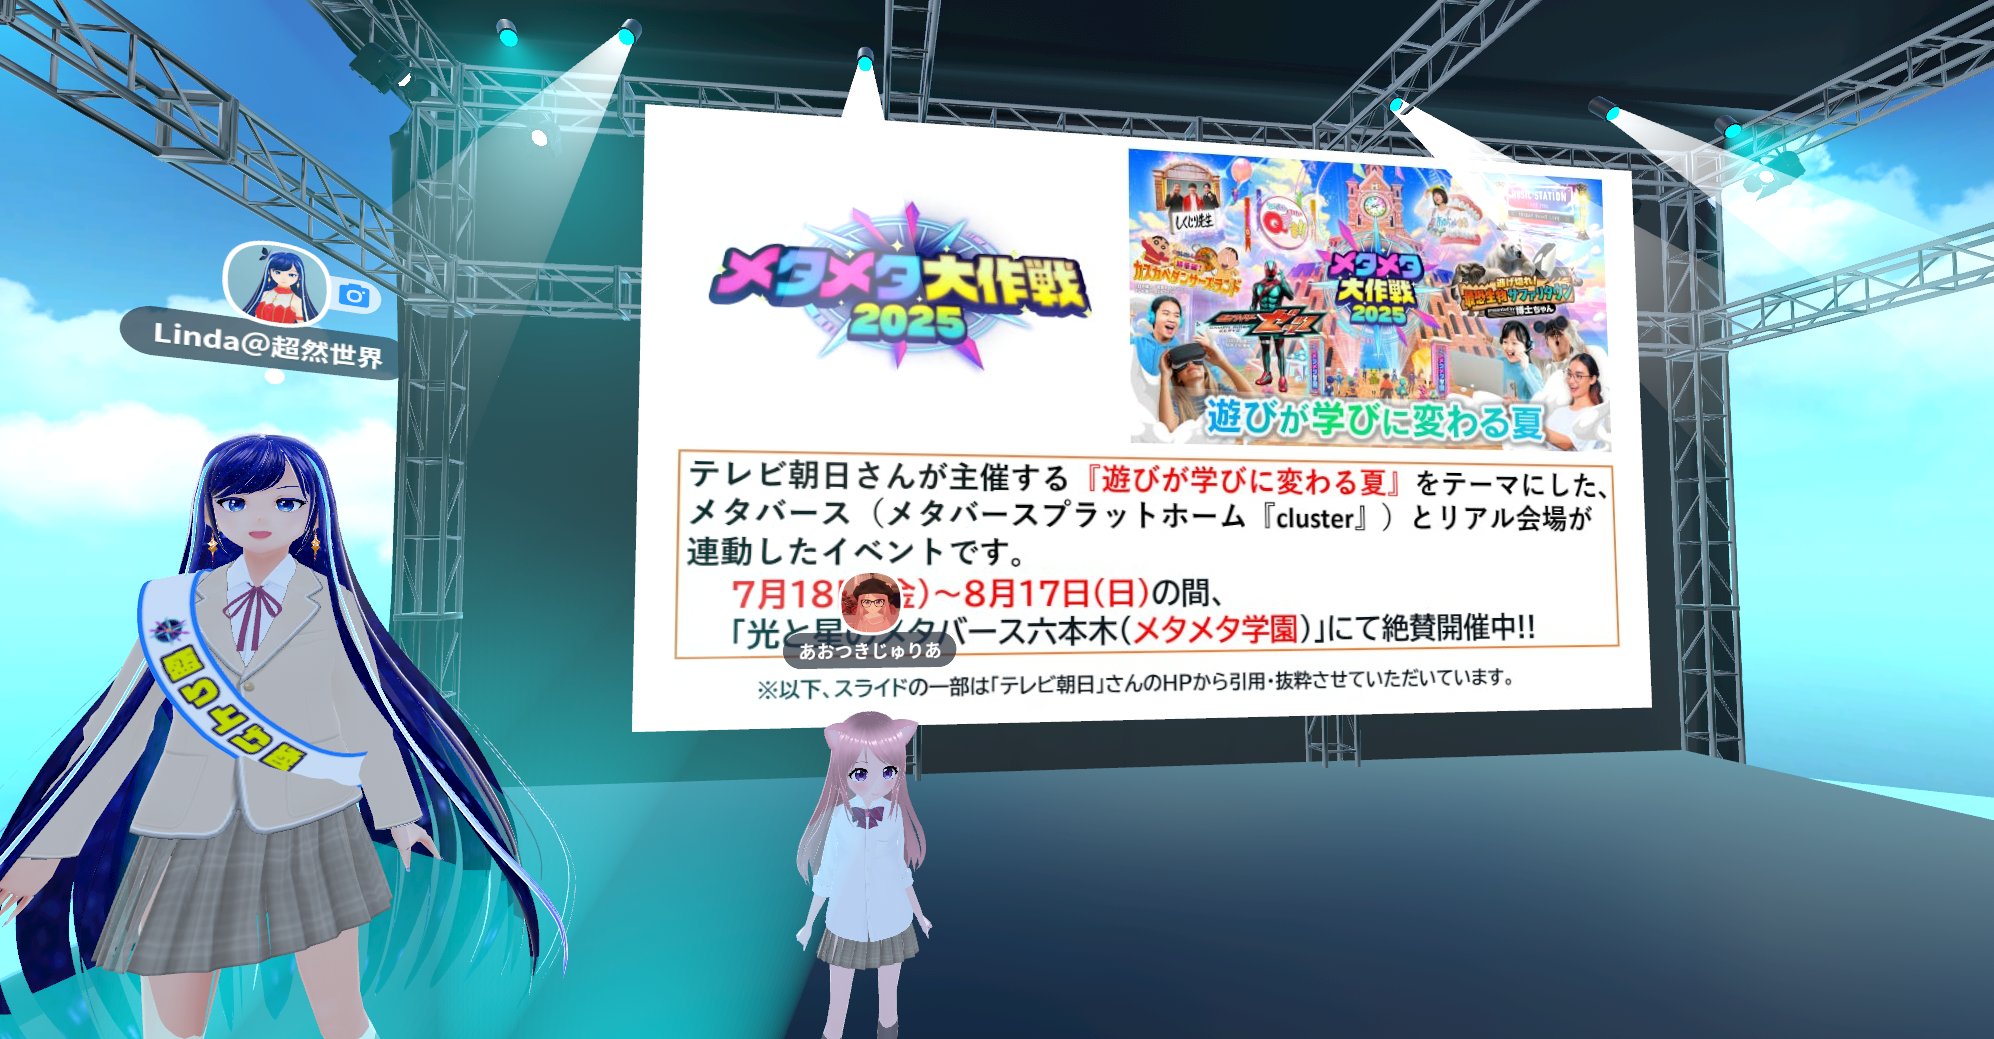 Linda@超然世界
メタメタ大作戦
2025
しくじり先生
MUSIC STATION
カスカベダンサーズランド
メタメタ
大作戦
2025
逃げ切れ!
遊びが学びに変わる夏
テレビ朝日さんが主催する『遊びが学びに変わる夏』をテーマにした、
メタバース（メタバースプラットホーム『cluster』）とリアル会場が
連動したイベントです。
7月18 金)～8月17日(日)の間、
「光と星のメタバース六本木(メタメタ学園)」にて絶賛開催中!!
※以下、スライドの一部は「テレビ朝日」さんのHPから引用・抜粋させていただいています。
あおつきじゅりあ